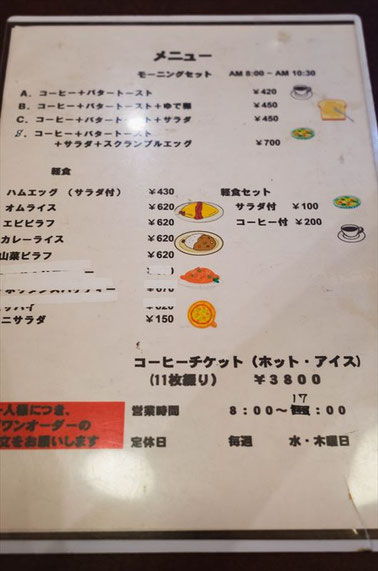 メニュー
モーニングセット AM 8:00~AM 10:30
A．コーヒー＋バタートースト ￥420
B．コーヒー＋バタートースト＋ゆで卵 ￥450
C．コーヒー＋バタートースト＋サラダ ￥450
S．コーヒー＋バタートースト
＋サラダ＋スクランブルエッグ ￥700
軽食
軽食セット
ハムエッグ（サラダ付） ￥430
サラダ付 ￥100
オムライス ￥620
コーヒー付 ￥200
エビピラフ ￥620
カレーライス ￥620
山菜ピラフ ￥620
ニサラダ ￥150
コーヒーチケット（ホット・アイス）
(11枚綴り) ￥3800
一人様につき、
ワンオーダーの
文をお願いします
営業時間 8:00～17:00
定休日 毎週 水・木曜日